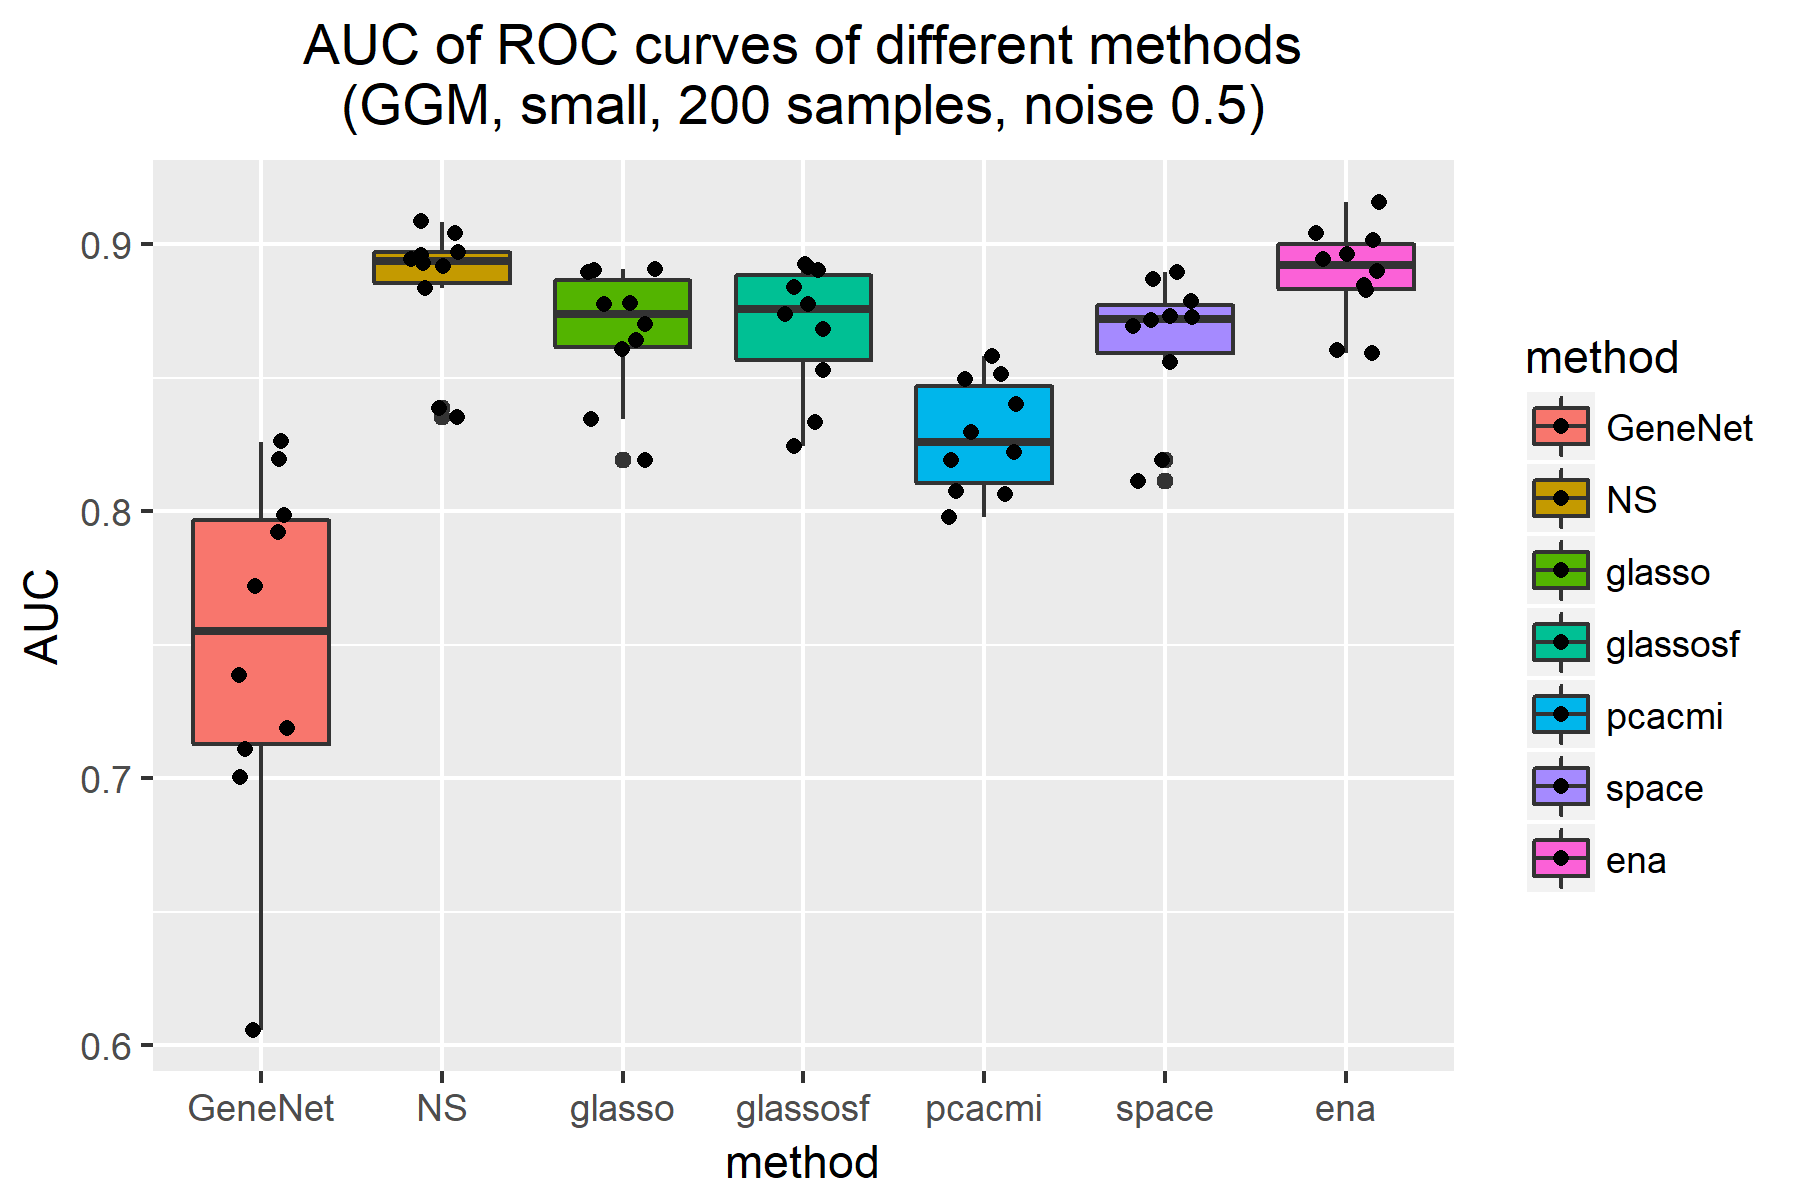 AUC of ROC curves of different methods
(GGM, small, 200 samples, noise 0.5)
AUC
0.9
0.8
0.7
0.6
GeneNet
NS
glasso
glassosf
pcacmi
space
ena
method
method
GeneNet
NS
glasso
glassosf
pcacmi
space
ena